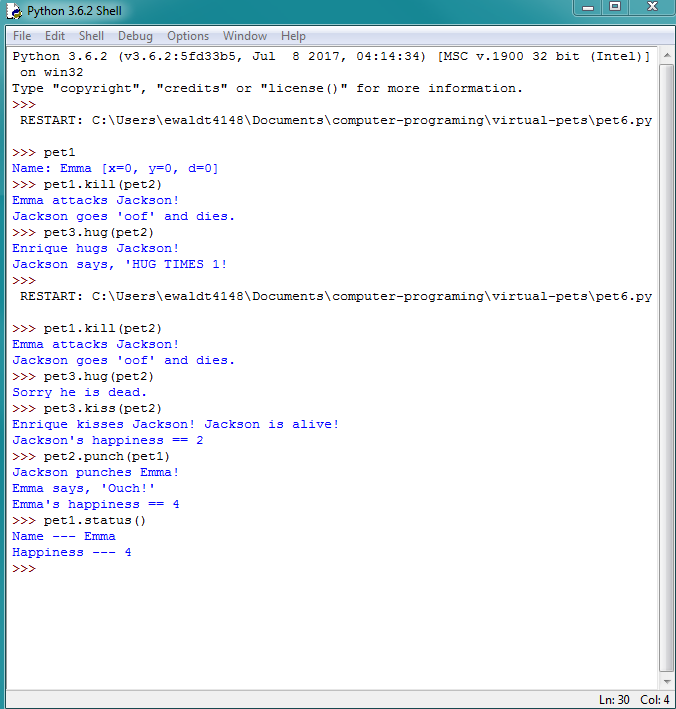 Python 3.6.2 Shell
File Edit Shell Debug Options Window Help
Python 3.6.2 (v3.6.2:5fd33b5, Jul  8 2017, 04:14:34) [MSC v.1900 32 bit (Intel)]
 on win32
Type "copyright", "credits" or "license()" for more information.
>>>
 RESTART: C:\Users\ewaldt4148\Documents\computer-programing\virtual-pets\pet6.py
>>> pet1
Name: Emma [x=0, y=0, d=0]
>>> pet1.kill(pet2)
Emma attacks Jackson!
Jackson goes 'oof' and dies.
>>> pet3.hug(pet2)
Enrique hugs Jackson!
Jackson says, 'HUG TIMES 1!
>>>
 RESTART: C:\Users\ewaldt4148\Documents\computer-programing\virtual-pets\pet6.py
>>> pet1.kill(pet2)
Emma attacks Jackson!
Jackson goes 'oof' and dies.
>>> pet3.hug(pet2)
Sorry he is dead.
>>> pet3.kiss(pet2)
Enrique kisses Jackson! Jackson is alive!
Jackson's happiness == 2
>>> pet2.punch(pet1)
Jackson punches Emma!
Emma says, 'Ouch!'
Emma's happiness == 4
>>> pet1.status()
Name --- Emma
Happiness --- 4
>>>
Ln: 30 Col: 4